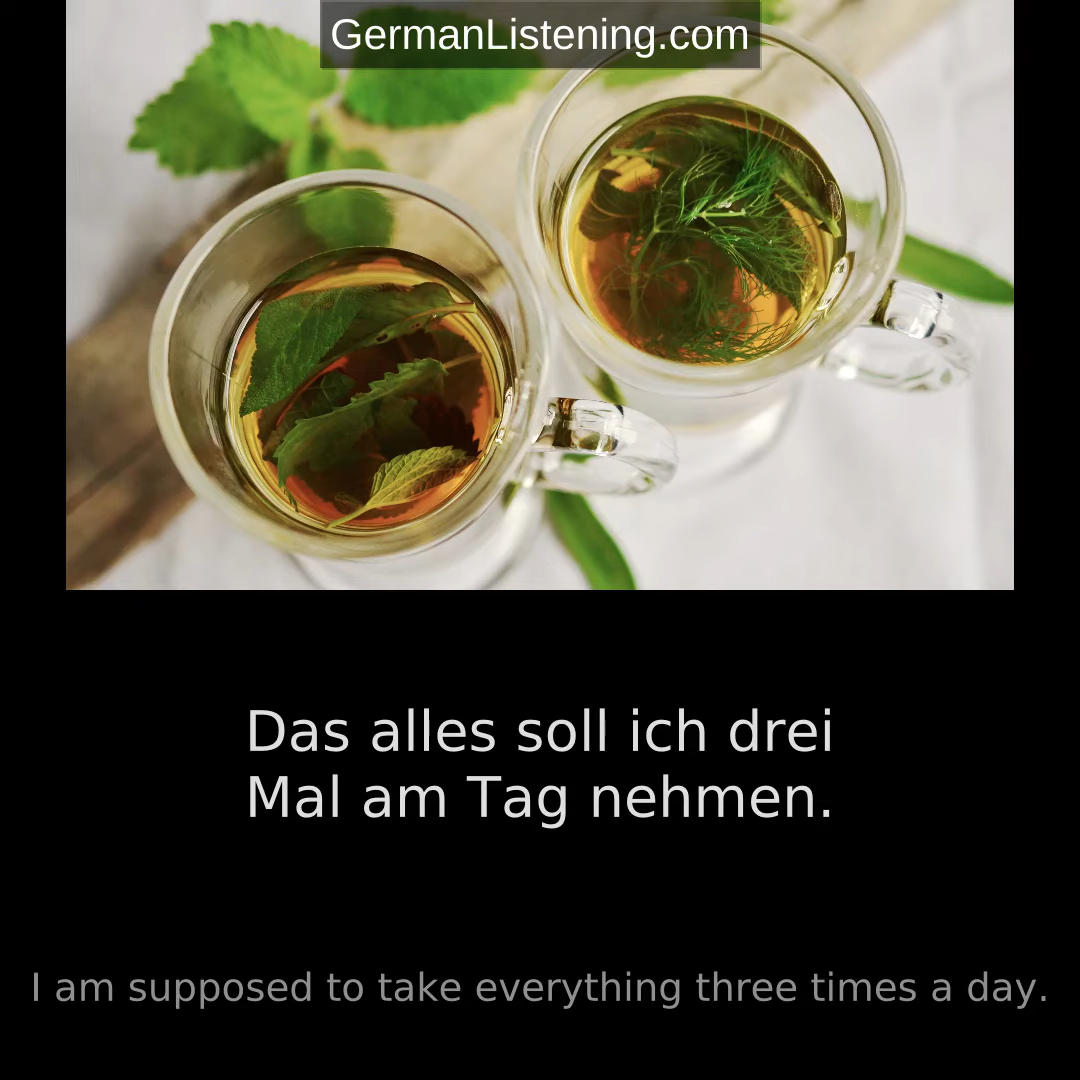 GermanListening.com
Das alles soll ich drei
Mal am Tag nehmen.
I am supposed to take everything three times a day.